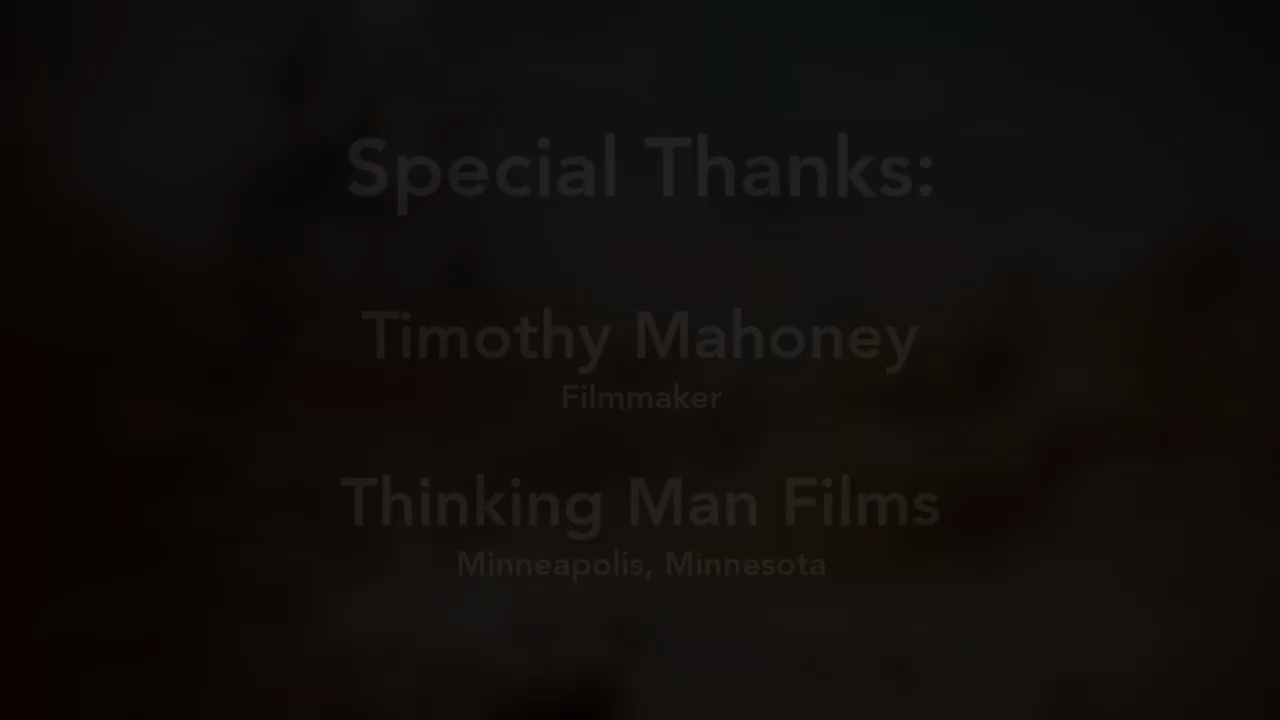 Special Thanks:
Timothy Mahoney
Filmmaker
Thinking Man Films
Minneapolis, Minnesota